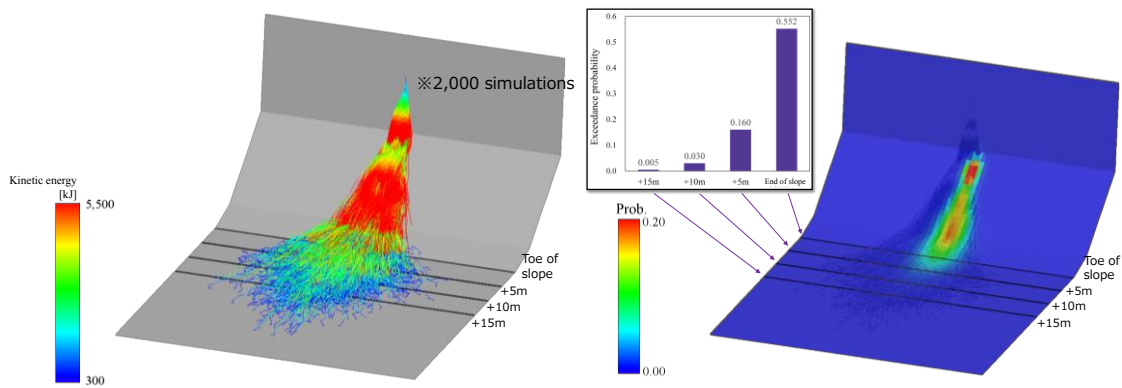 ※2,000 simulations
Kinetic energy
[kJ]
5,500
300
Toe of
slope
+5m
+10m
+15m
Exceedance probability
0.6
0.5
0.4
0.3
0.2
0.1
0.0
0.005
0.030
0.160
0.552
+15m
+10m
+5m
End of slope
Prob.
0.20
0.00
Toe of
slope
+5m
+10m
+15m